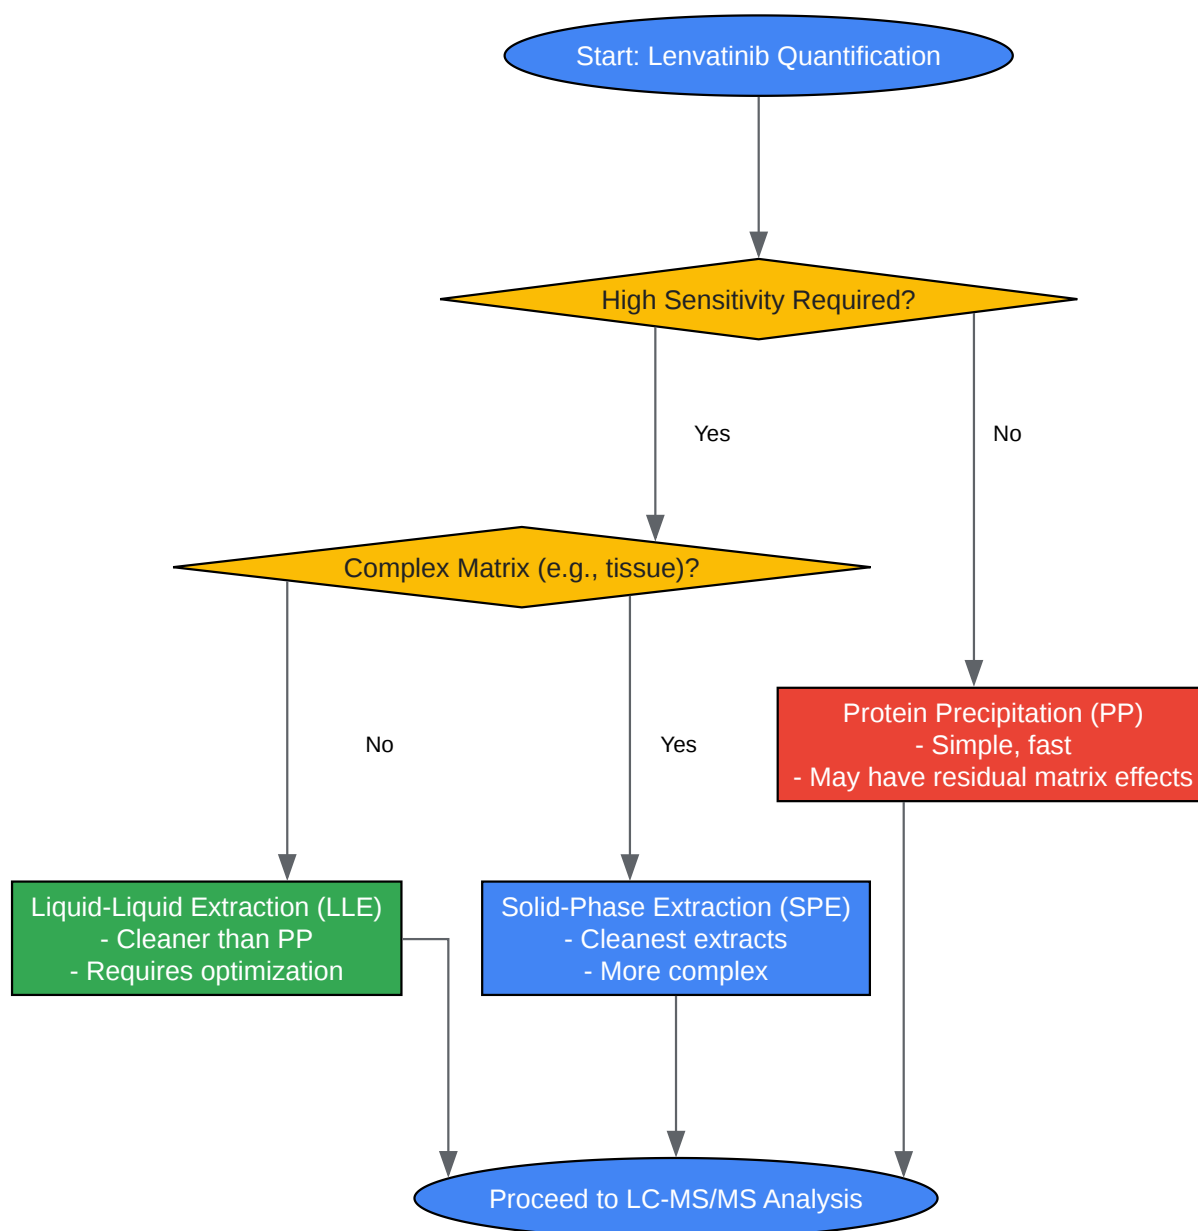 Start: Lenvatinib Quantification
High Sensitivity Required?
Yes
No
Complex Matrix (e.g., tissue)?
No
Yes
Protein Precipitation (PP)
- Simple, fast
- May have residual matrix effects
Liquid-Liquid Extraction (LLE)
- Cleaner than PP
- Requires optimization
Solid-Phase Extraction (SPE)
- Cleanest extracts
- More complex
Proceed to LC-MS/MS Analysis